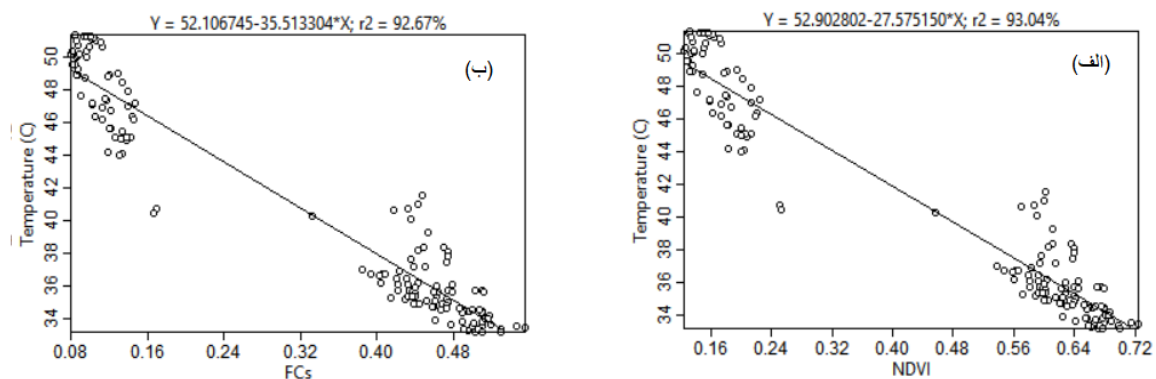 Y = 52.106745-35.513304*X; r2 = 92.67%
(ب)
Temperature (C)
50
48
46
44
42
40
38
36
34
0.08 0.16 0.24 0.32 0.40 0.48
FCs
Y = 52.902802-27.575150*X; r2 = 93.04%
(الف)
Temperature (C)
50
48
46
44
42
40
38
36
34
0.16 0.24 0.32 0.40 0.48 0.56 0.64 0.72
NDVI